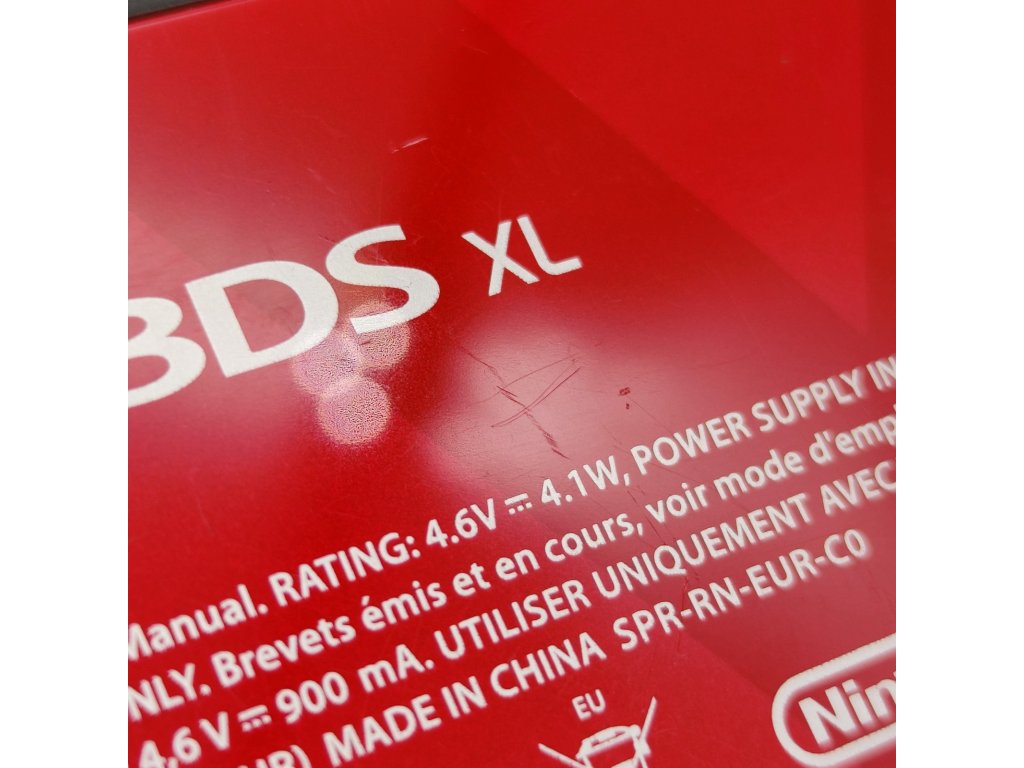 3DS XL
Manual. RATING: 4.6V ⎓ 4.1W, POWER SUPPLY IN
NLY. Brevets émis et en cours, voir mode d'emp
4,6 V ⎓ 900 mA. UTILISER UNIQUEMENT AVEC
UR) MADE IN CHINA SPR-RN-EUR-C0
EU
Nin